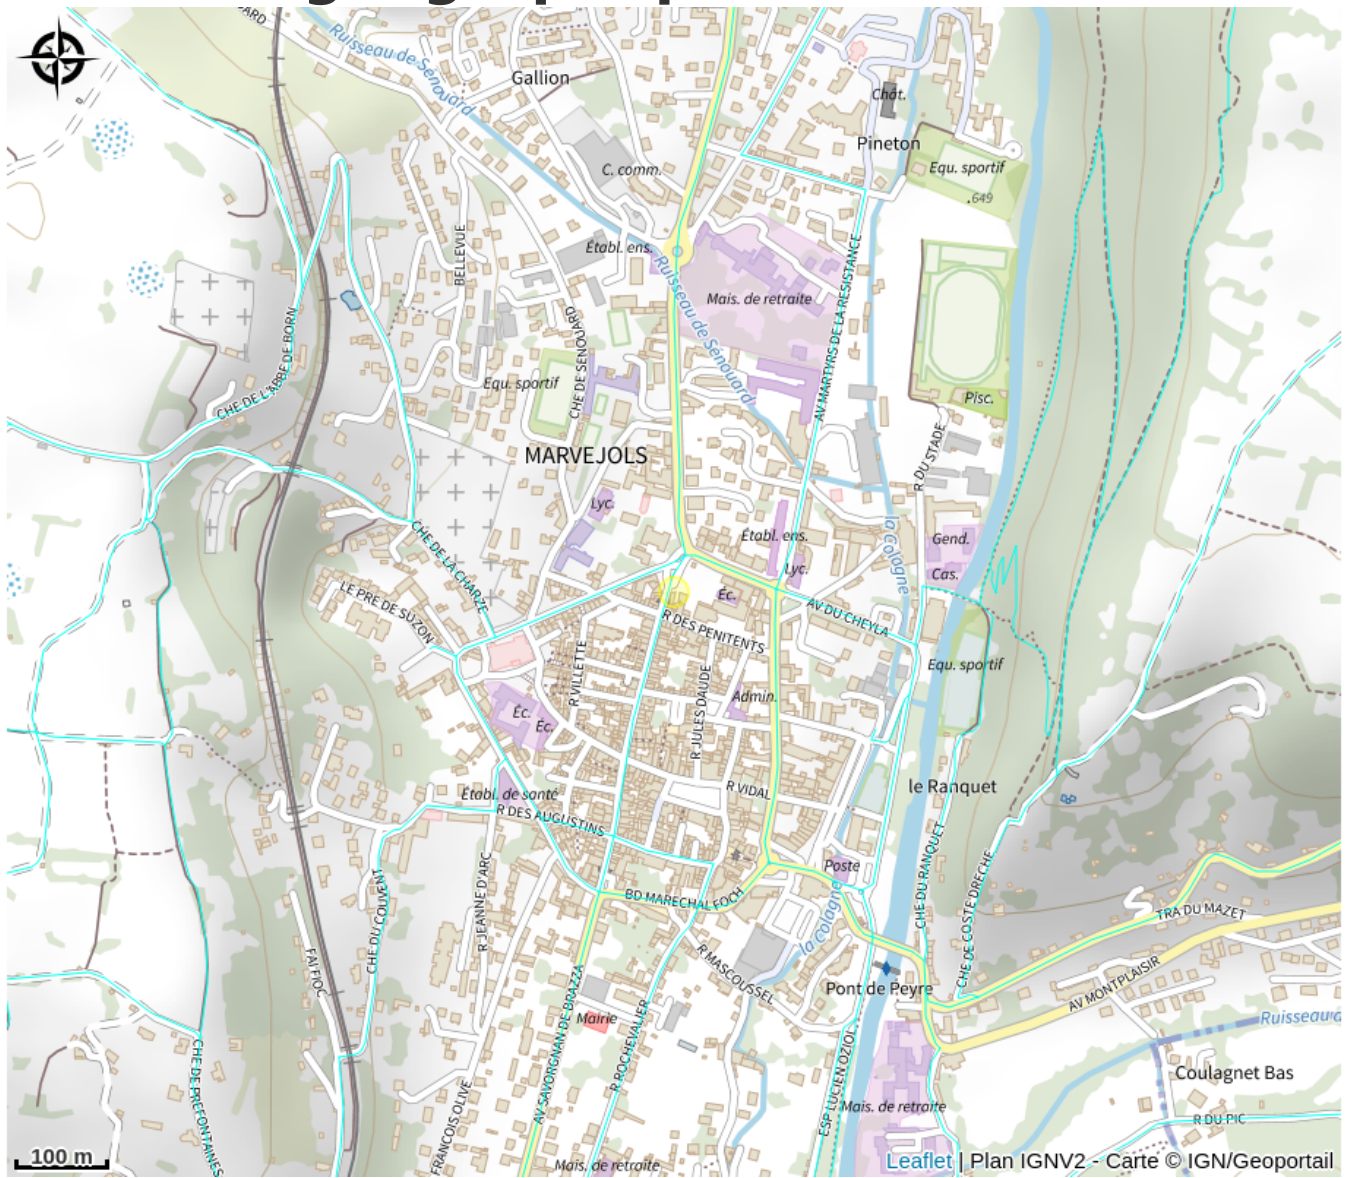 ARD
Ruisseau de Sénouard
Gallion
Chât.
Pineton
C. comm.
Equ. sportif
.649
BELLEVUE
Établ. ens.
Ruisseau de Sénouard
Mais. de retraite
AV MARTYRS DE LA RESISTANCE
CHE DE L'ABBE DE BORN
CHE DE SENOUARD
Equ. sportif
Pisc.
MARVEJOLS
R DU STADE
Lyc.
CHE DE LA CHARZE
Établ. ens.
la Colagne
Gend.
Lyc.
Cas.
LE PRE DE SUZON
Éc.
AV DU CHEYLA
R DES PENITENTS
R VILLETTE
Equ. sportif
R JULES DAUDE
Admin.
Éc.
Éc.
R VIDAL
le Ranquet
Établ. de santé
R DES AUGUSTINS
Poste
CHE DU RANQUET
CHE DE COSTE DRECHE
CHE DU COUVENT
R JEANNE D'ARC
BD MARECHAL FOCH
TRA DU MAZET
la Colagne
FAI FIOC
R MASCOUSSEL
AV MONTPLAISIR
Pont de Peyre
AV SAVORGNAN DE BRAZZA
Mairie
R ROCHEVALIER
Ruisseau d
ESP LUCIEN OZIOL
CHE DE PREFONTAINES
FRANCOIS OLIVE
Coulagnet Bas
Mais. de retraite
R DU PIC
100 m
Mais. de retraite
Leaflet | Plan IGNV2 - Carte © IGN/Geoportail